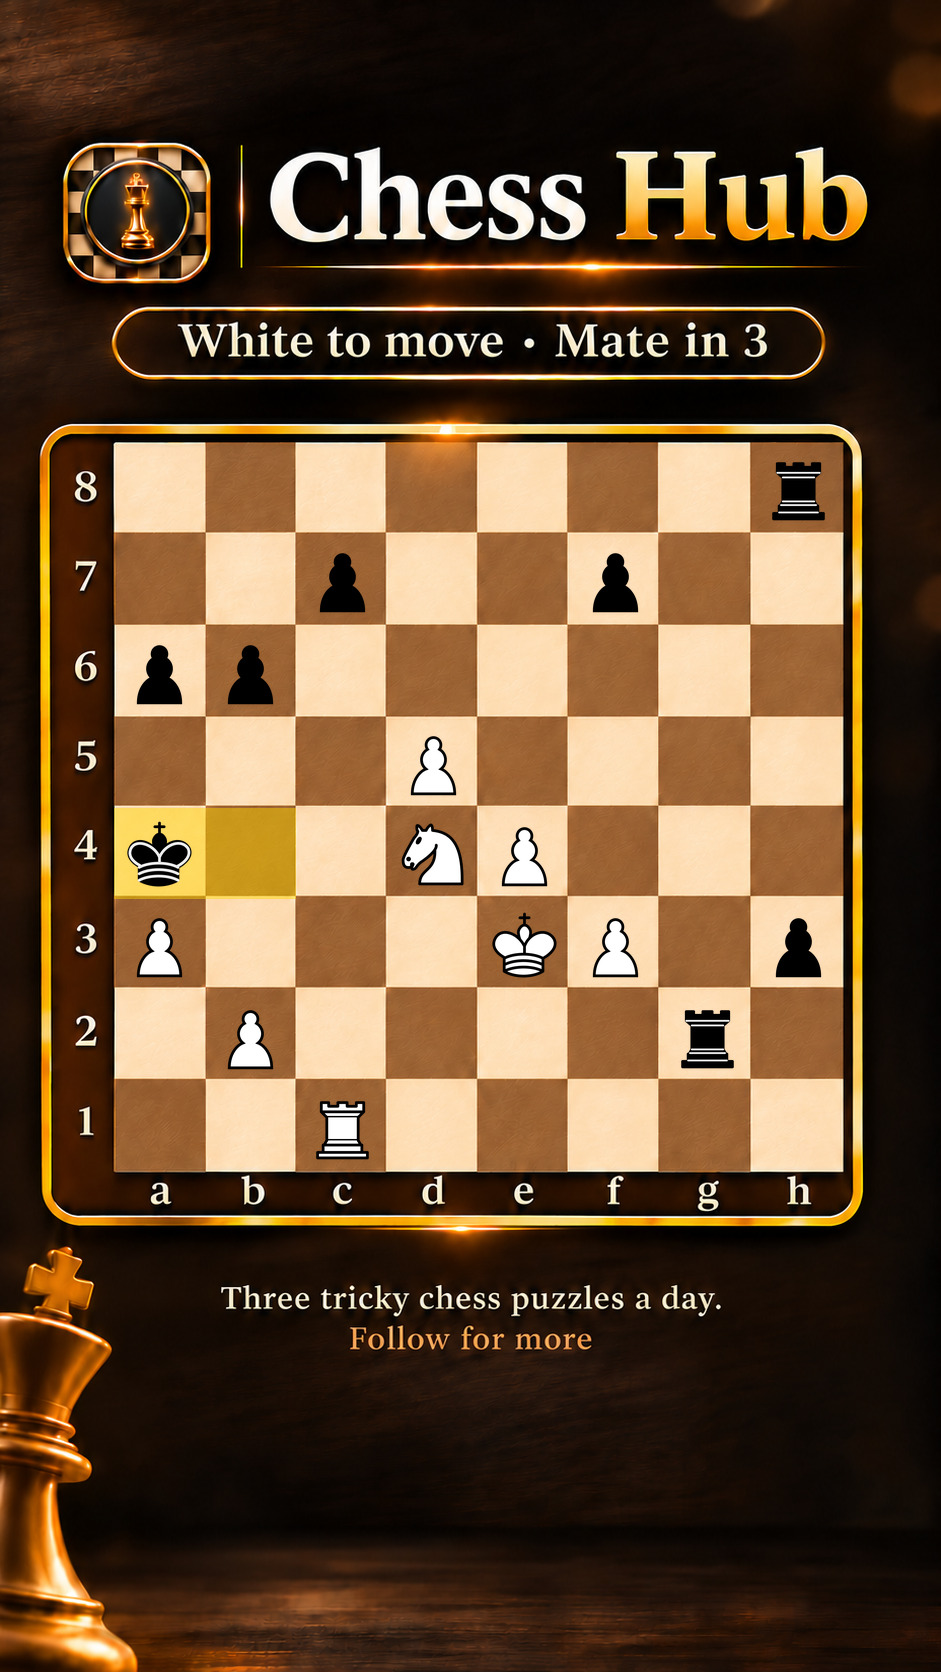 Chess Hub
White to move • Mate in 3
8
7
6
5
4
3
2
1
a b c d e f g h
Three tricky chess puzzles a day.
Follow for more